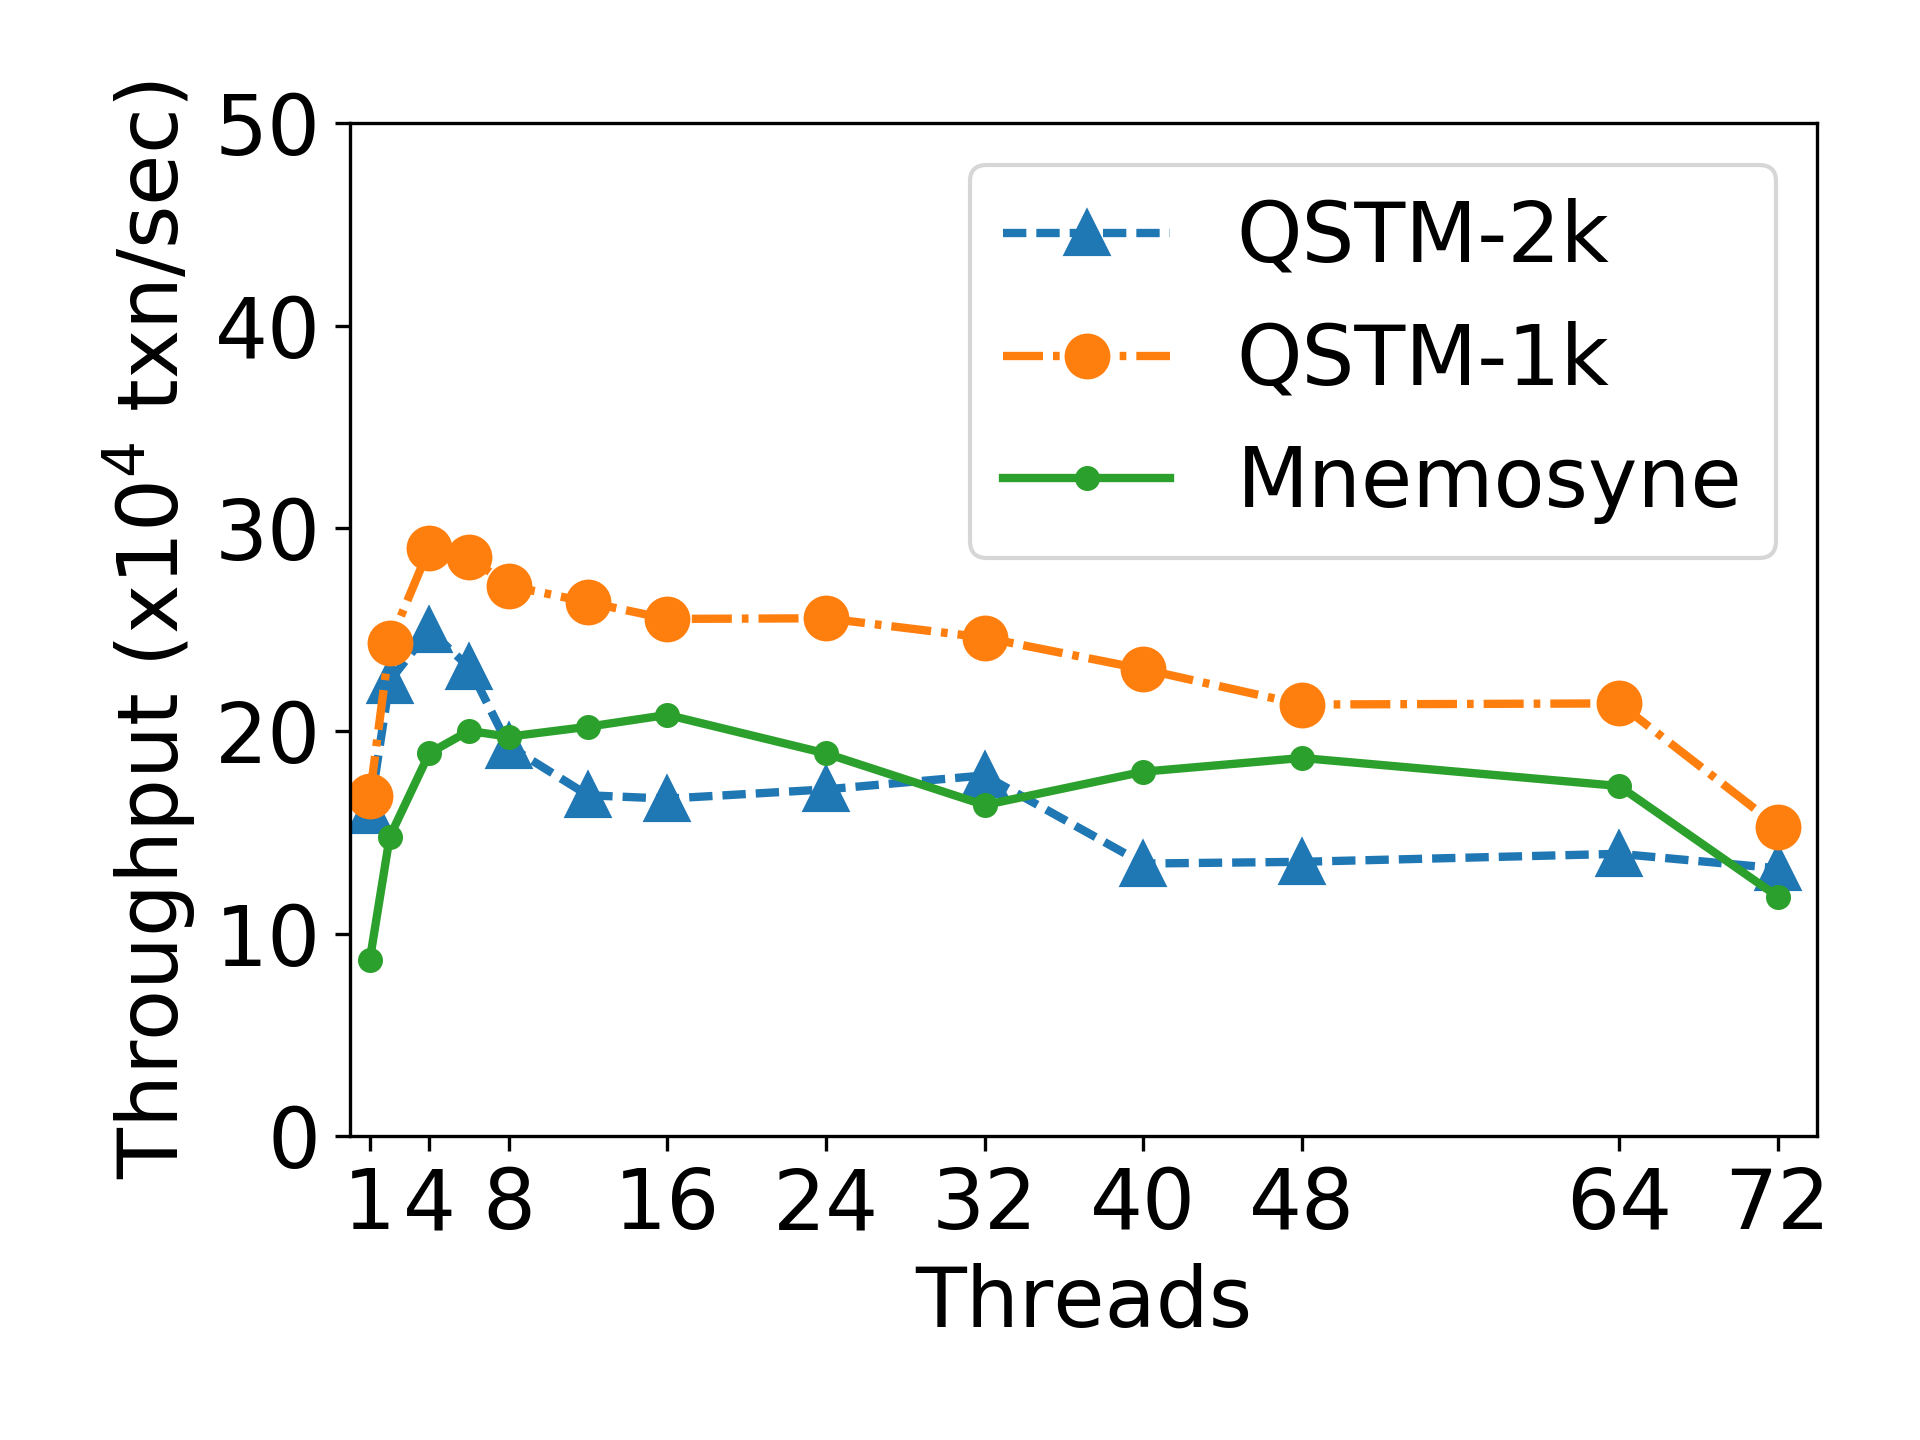 Throughput (x10⁴ txn/sec)
50
40
30
20
10
0
QSTM-2k
QSTM-1k
Mnemosyne
1 4 8 16 24 32 40 48 64 72
Threads